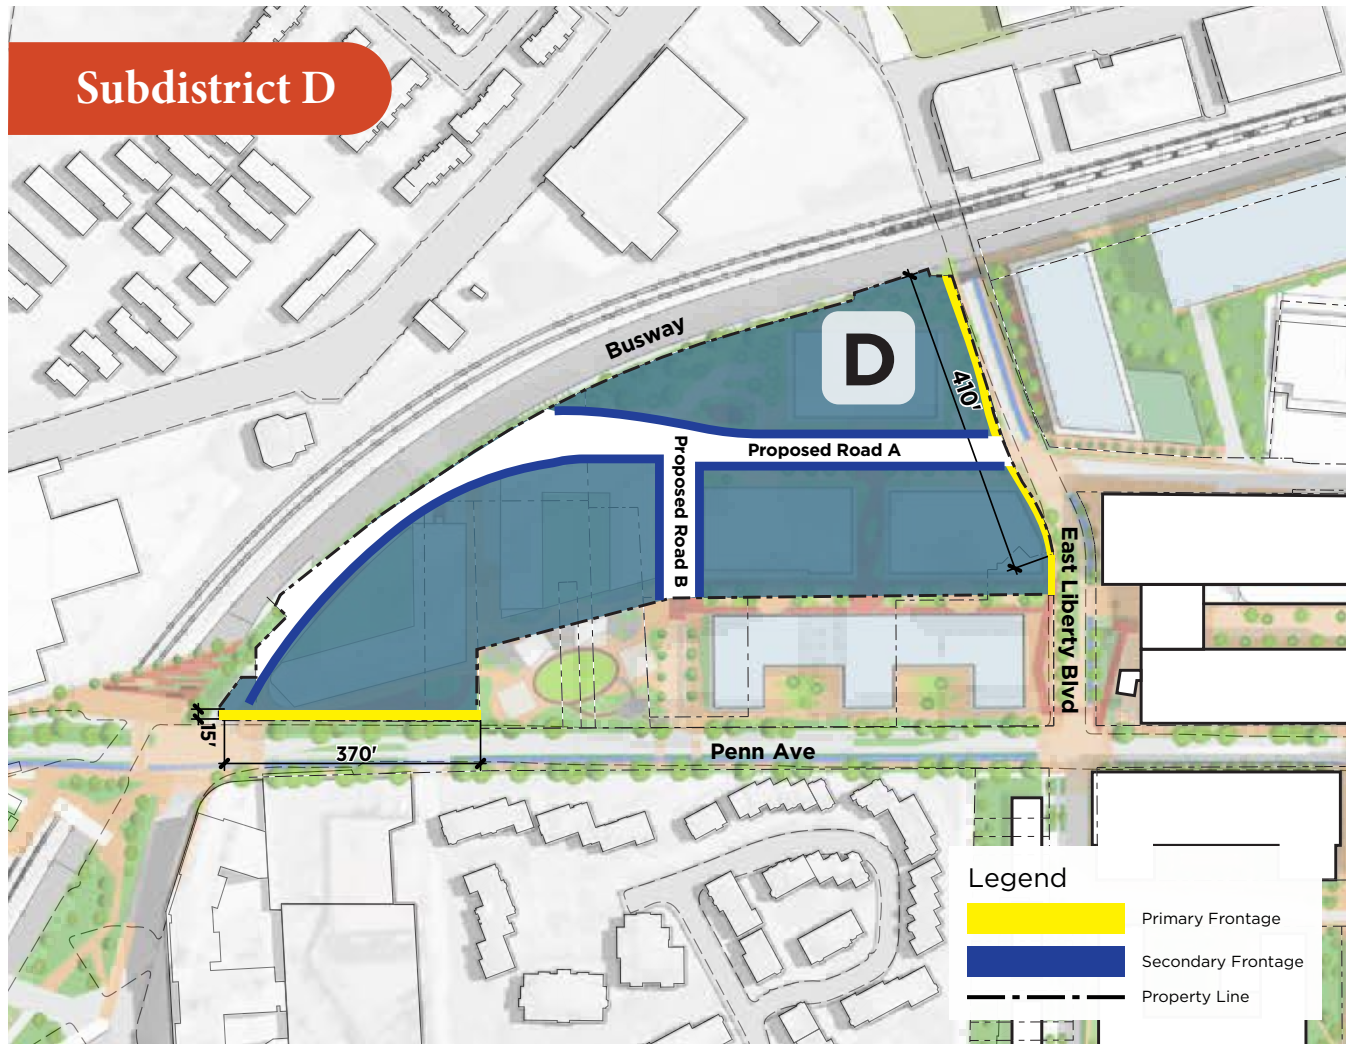 Subdistrict D
Busway
D
410'
Proposed Road A
Proposed Road B
East Liberty Blvd
15'
370'
Penn Ave
Legend
Primary Frontage
Secondary Frontage
Property Line